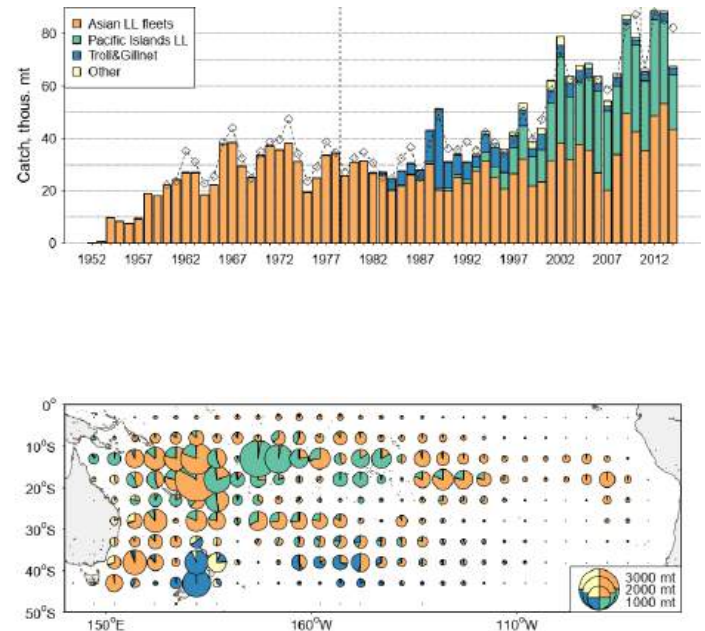 Asian LL fleets
Pacific Islands LL
Troll&Gillnet
Other
Catch, thous. mt
80
60
40
20
0
1952 1957 1962 1967 1972 1977 1982 1987 1992 1997 2002 2007 2012
0°
10°S
20°S
30°S
40°S
50°S
3000 mt
2000 mt
1000 mt
150°E 160°W 110°W